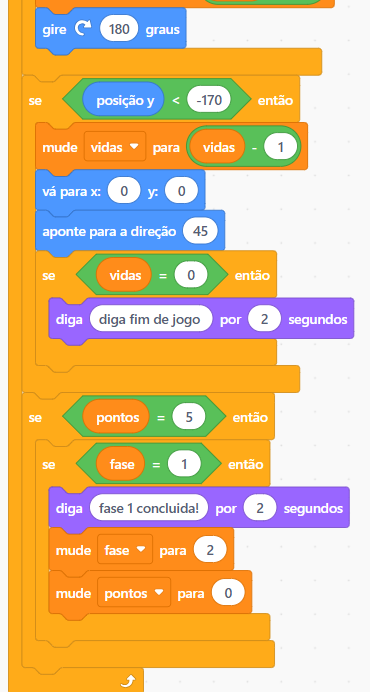 gire 180 graus
se posição y < -170 então
mude vidas para vidas - 1
vá para x: 0 y: 0
aponte para a direção 45
se vidas = 0 então
diga diga fim de jogo por 2 segundos
se pontos = 5 então
se fase = 1 então
diga fase 1 concluida! por 2 segundos
mude fase para 2
mude pontos para 0